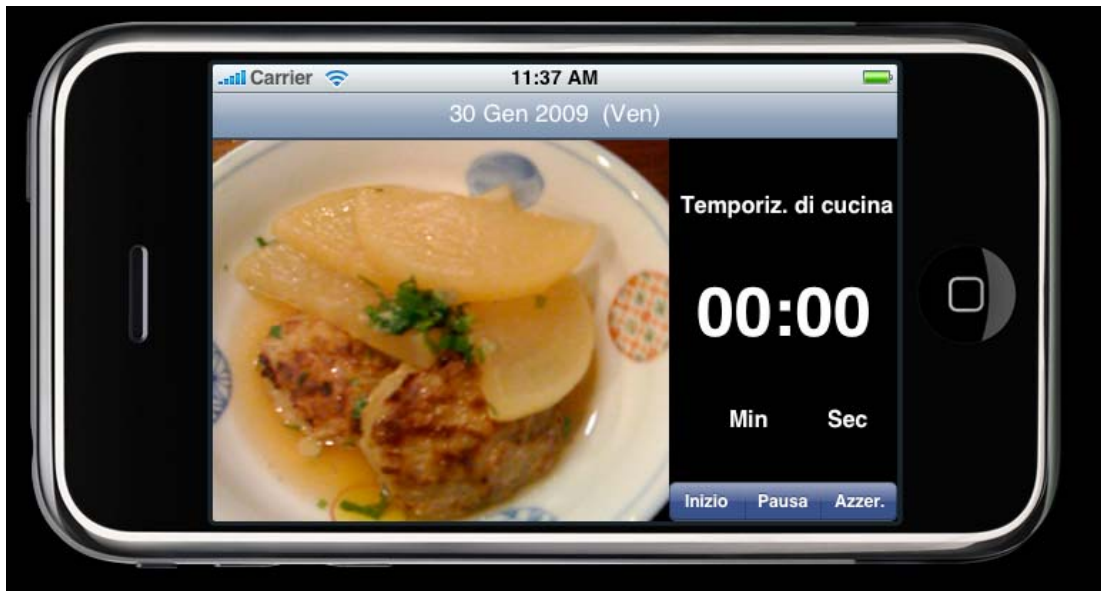 Carrier 11:37 AM
30 Gen 2009 (Ven)
Temporiz. di cucina
00:00
Min Sec
Inizio Pausa Azzer.